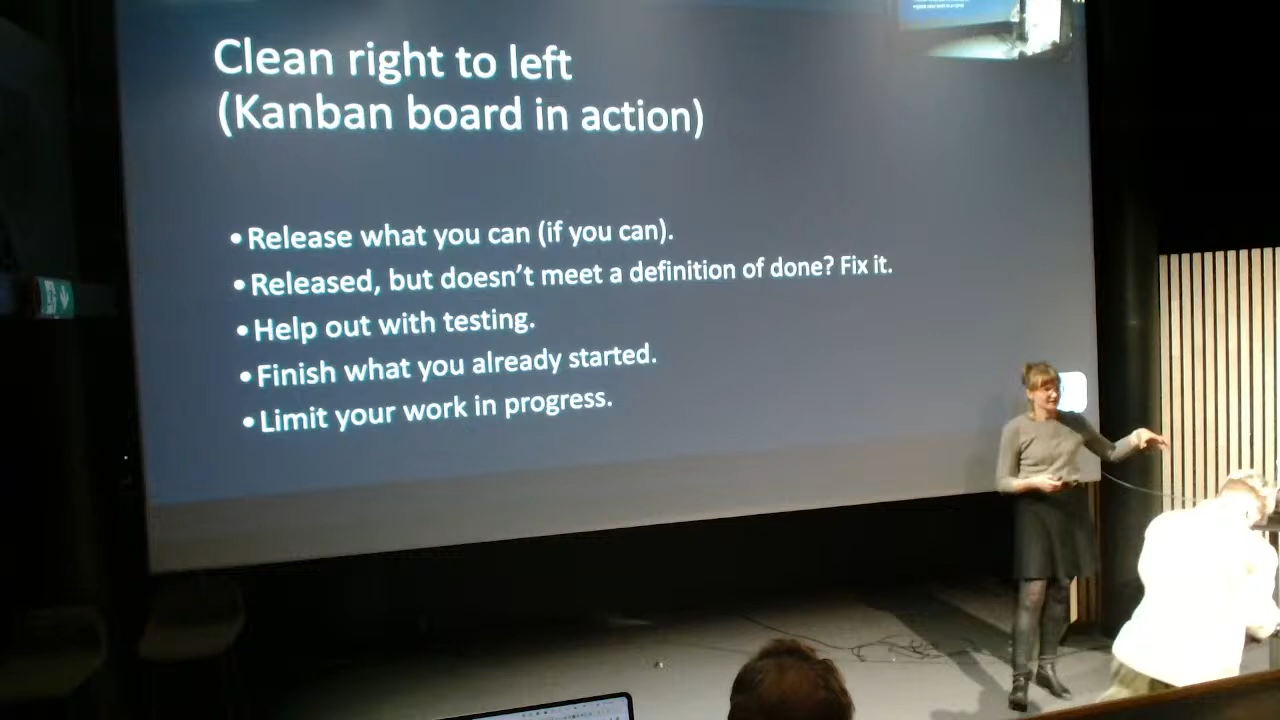 Clean right to left
(Kanban board in action)
•Release what you can (if you can).
•Released, but doesn’t meet a definition of done? Fix it.
•Help out with testing.
•Finish what you already started.
•Limit your work in progress.